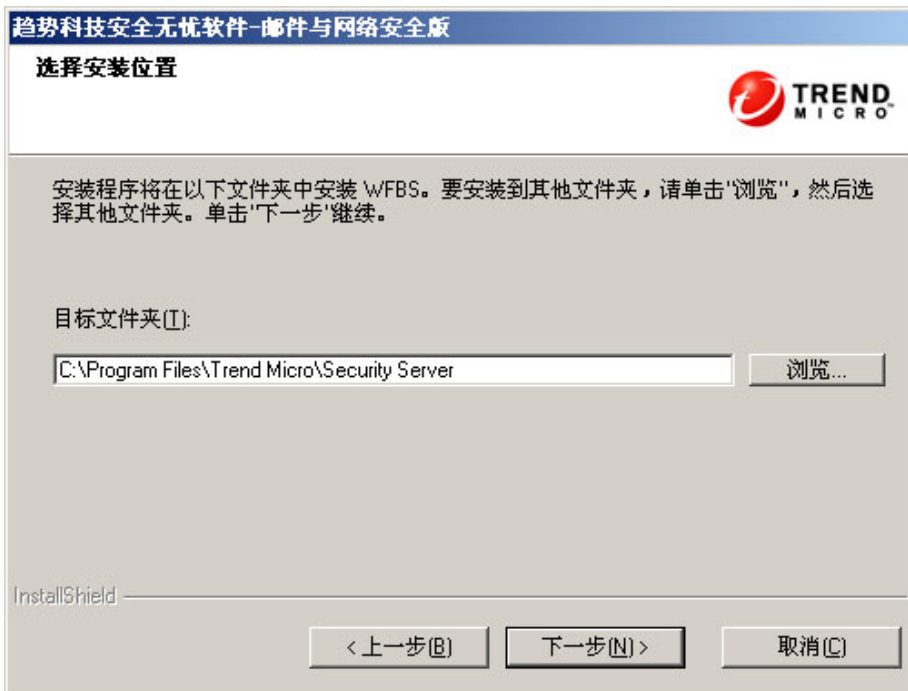 趋势科技安全无忧软件-邮件与网络安全版
选择安装位置
TREND
MICRO
安装程序将在以下文件夹中安装 WFBS。要安装到其他文件夹，请单击"浏览"，然后选
择其他文件夹。单击"下一步"继续。
目标文件夹(T):
C:\Program Files\Trend Micro\Security Server
浏览...
InstallShield
<上一步(B)
下一步(N)>
取消(C)